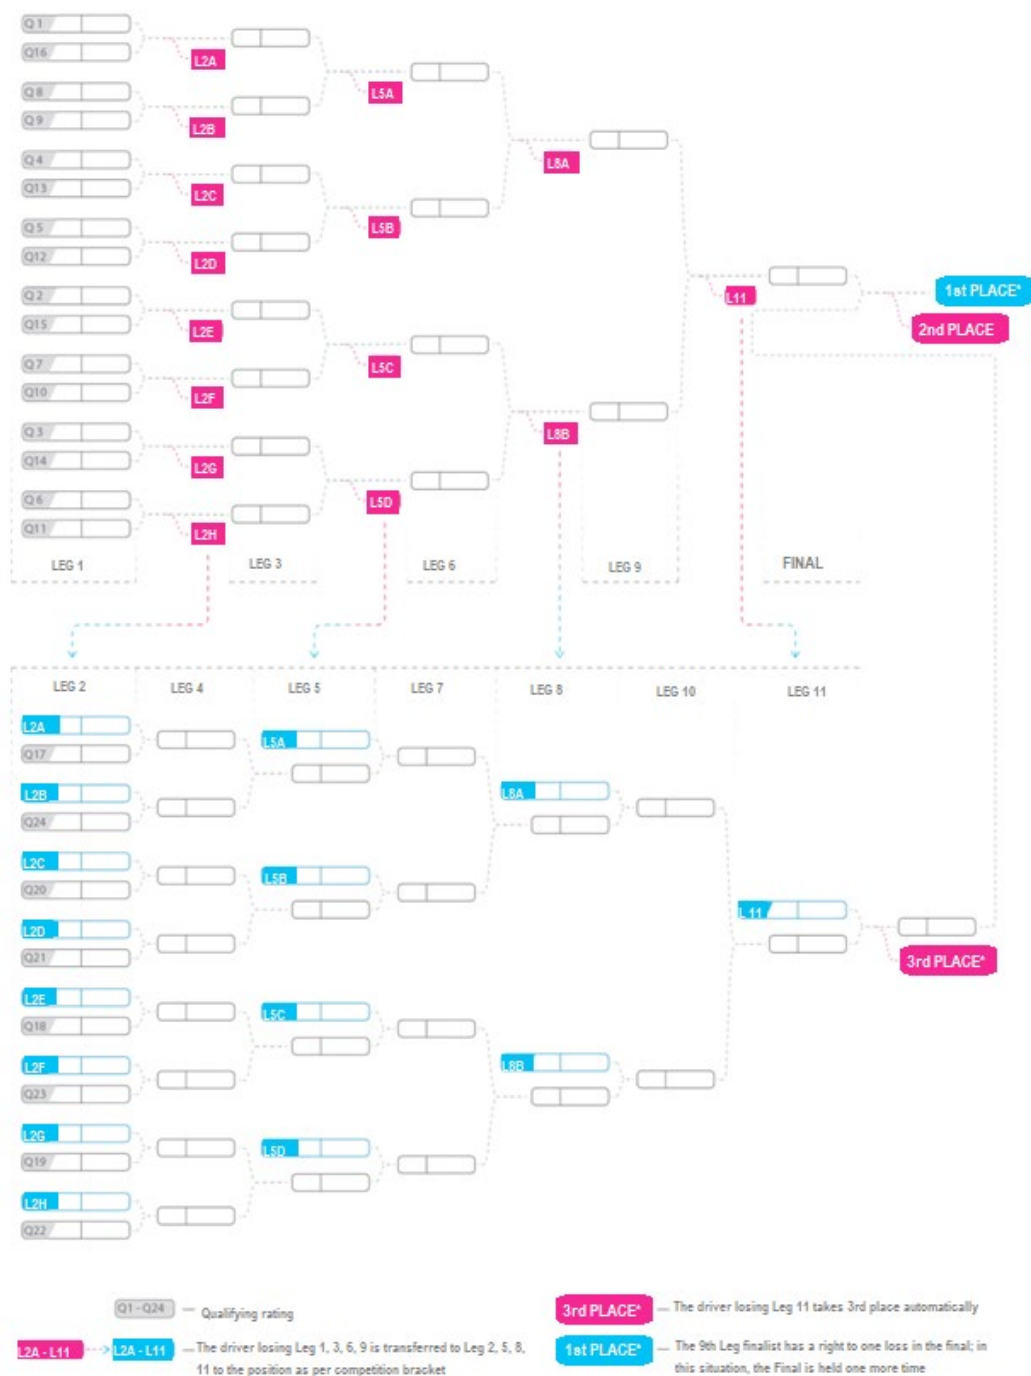 Q1
Q16
L2A
Q8
L5A
Q9
L2B
Q4
L8A
Q13
L2C
Q5
L5B
Q12
L2D
Q2
1st PLACE*
L11
Q15
L2E
2nd PLACE
Q7
L5C
Q10
L2F
Q3
L8B
Q14
L2G
Q6
L5D
Q11
L2H
LEG 1
LEG 3
LEG 6
LEG 9
FINAL
LEG 2
LEG 4
LEG 5
LEG 7
LEG 8
LEG 10
LEG 11
L2A
Q17
L5A
L2B
L8A
Q24
L2C
L5B
Q20
L2D
L 11
Q21
3rd PLACE*
L2E
L5C
Q18
L2F
L8B
Q23
L2G
L5D
Q19
L2H
Q22
Q1 - Q24 — Qualifying rating
L2A - L11 L2A - L11 — The driver losing Leg 1, 3, 6, 9 is transferred to Leg 2, 5, 8,
11 to the position as per competition bracket
3rd PLACE* — The driver losing Leg 11 takes 3rd place automatically
1st PLACE* — The 9th Leg finalist has a right to one loss in the final; in
this situation, the Final is held one more time